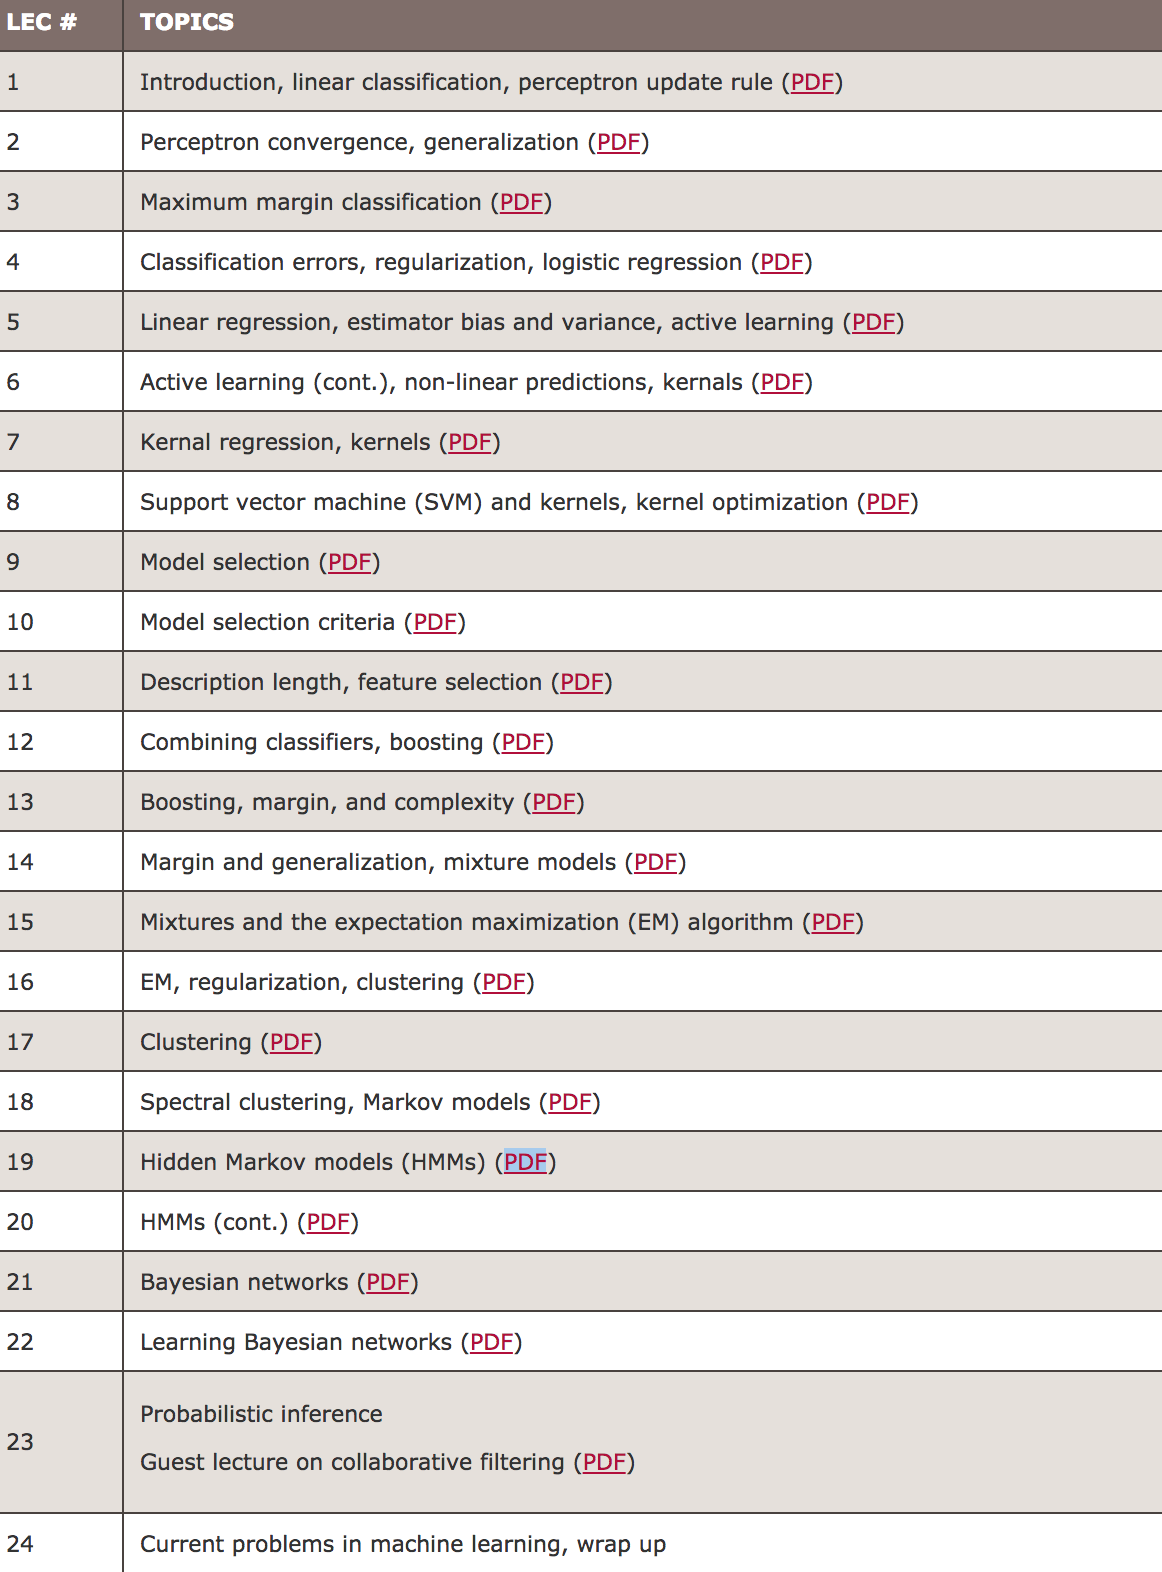 LEC # TOPICS
1 Introduction, linear classification, perceptron update rule (PDF)
2 Perceptron convergence, generalization (PDF)
3 Maximum margin classification (PDF)
4 Classification errors, regularization, logistic regression (PDF)
5 Linear regression, estimator bias and variance, active learning (PDF)
6 Active learning (cont.), non-linear predictions, kernals (PDF)
7 Kernal regression, kernels (PDF)
8 Support vector machine (SVM) and kernels, kernel optimization (PDF)
9 Model selection (PDF)
10 Model selection criteria (PDF)
11 Description length, feature selection (PDF)
12 Combining classifiers, boosting (PDF)
13 Boosting, margin, and complexity (PDF)
14 Margin and generalization, mixture models (PDF)
15 Mixtures and the expectation maximization (EM) algorithm (PDF)
16 EM, regularization, clustering (PDF)
17 Clustering (PDF)
18 Spectral clustering, Markov models (PDF)
19 Hidden Markov models (HMMs) (PDF)
20 HMMs (cont.) (PDF)
21 Bayesian networks (PDF)
22 Learning Bayesian networks (PDF)
23 Probabilistic inference
Guest lecture on collaborative filtering (PDF)
24 Current problems in machine learning, wrap up